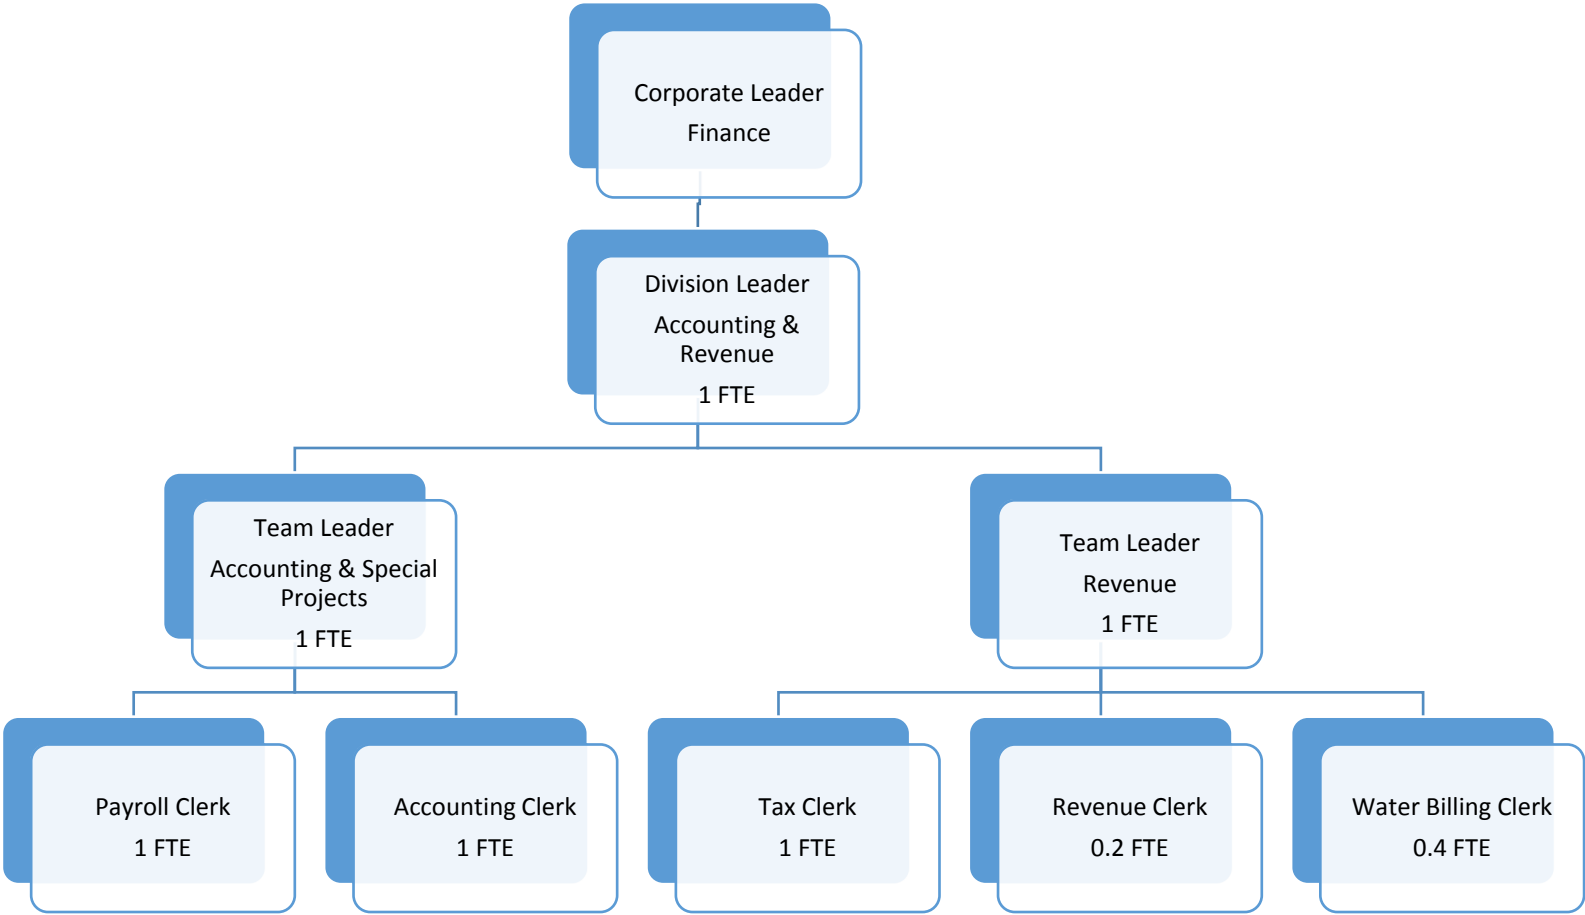 Corporate Leader
Finance
Division Leader
Accounting &
Revenue
1 FTE
Team Leader
Accounting & Special
Projects
1 FTE
Team Leader
Revenue
1 FTE
Payroll Clerk
1 FTE
Accounting Clerk
1 FTE
Tax Clerk
1 FTE
Revenue Clerk
0.2 FTE
Water Billing Clerk
0.4 FTE